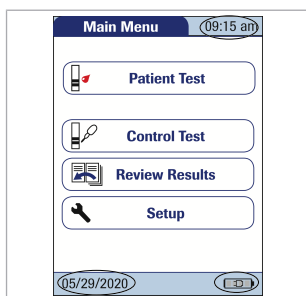 Main Menu 09:15 am
Patient Test
Control Test
Review Results
Setup
05/29/2020